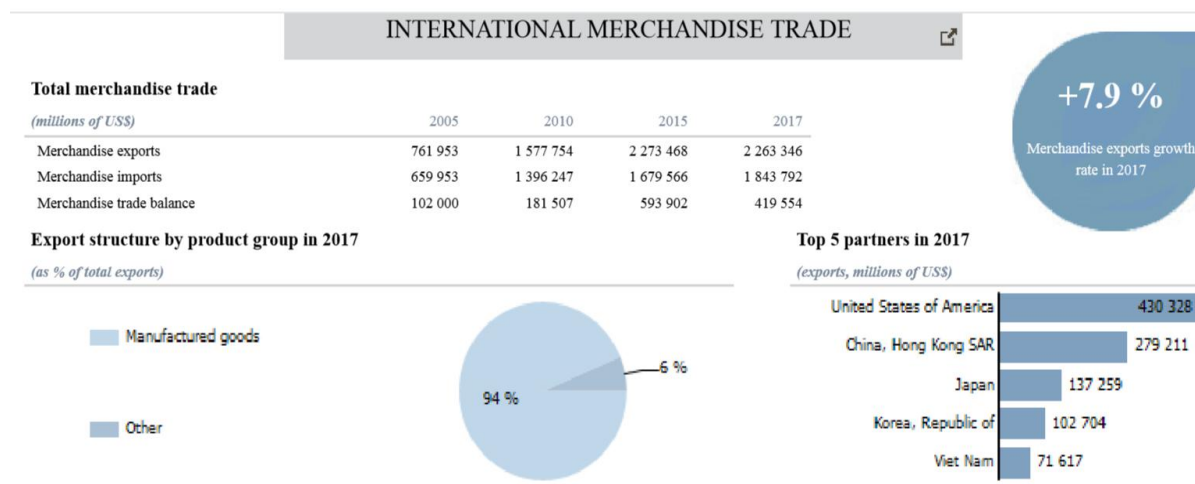 INTERNATIONAL MERCHANDISE TRADE
+7.9 %
Merchandise exports growth
rate in 2017
Total merchandise trade
(millions of US$) 2005 2010 2015 2017
Merchandise exports 761 953 1 577 754 2 273 468 2 263 346
Merchandise imports 659 953 1 396 247 1 679 566 1 843 792
Merchandise trade balance 102 000 181 507 593 902 419 554
Export structure by product group in 2017
(as % of total exports)
Manufactured goods
Other
94 %
6 %
Top 5 partners in 2017
(exports, millions of US$)
United States of America 430 328
China, Hong Kong SAR 279 211
Japan 137 259
Korea, Republic of 102 704
Viet Nam 71 617